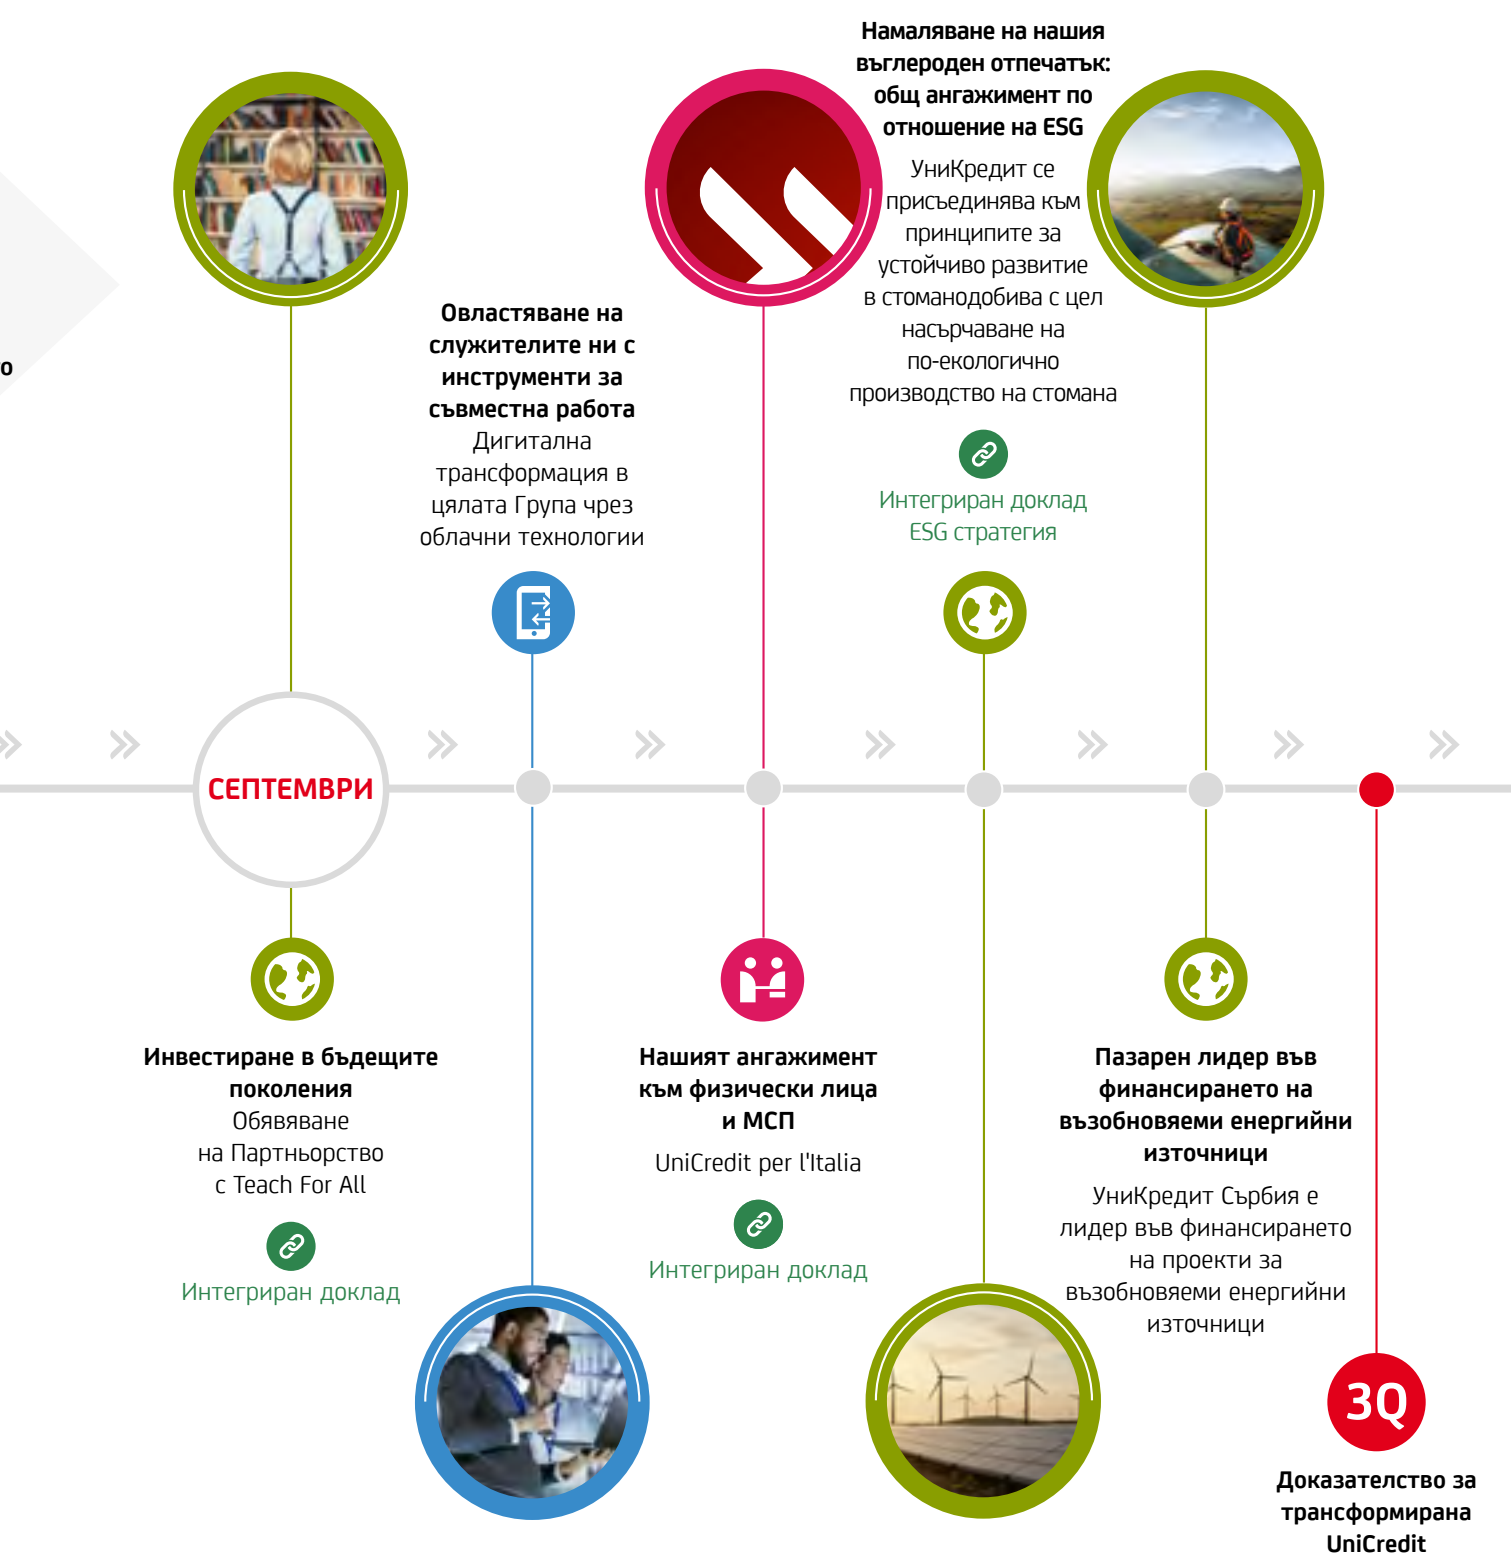 Намаляване на нашия
въглероден отпечатък:
общ ангажимент по
отношение на ESG
УниКредит се
присъединява към
принципите за
устойчиво развитие
в стоманодобива с цел
насърчаване на
по-екологично
производство на стомана
Интегриран доклад
ESG стратегия
Овластяване на
служителите ни с
инструменти за
съвместна работа
Дигитална
трансформация в
цялата Група чрез
облачни технологии
СЕПТЕМВРИ
Инвестиране в бъдещите
поколения
Обявяване
на Партньорство
с Teach For All
Интегриран доклад
Нашият ангажимент
към физически лица
и МСП
UniCredit per l'Italia
Интегриран доклад
Пазарен лидер във
финансирането на
възобновяеми енергийни
източници
УниКредит Сърбия е
лидер във финансирането
на проекти за
възобновяеми енергийни
източници
3Q
Доказателство за
трансформирана
UniCredit